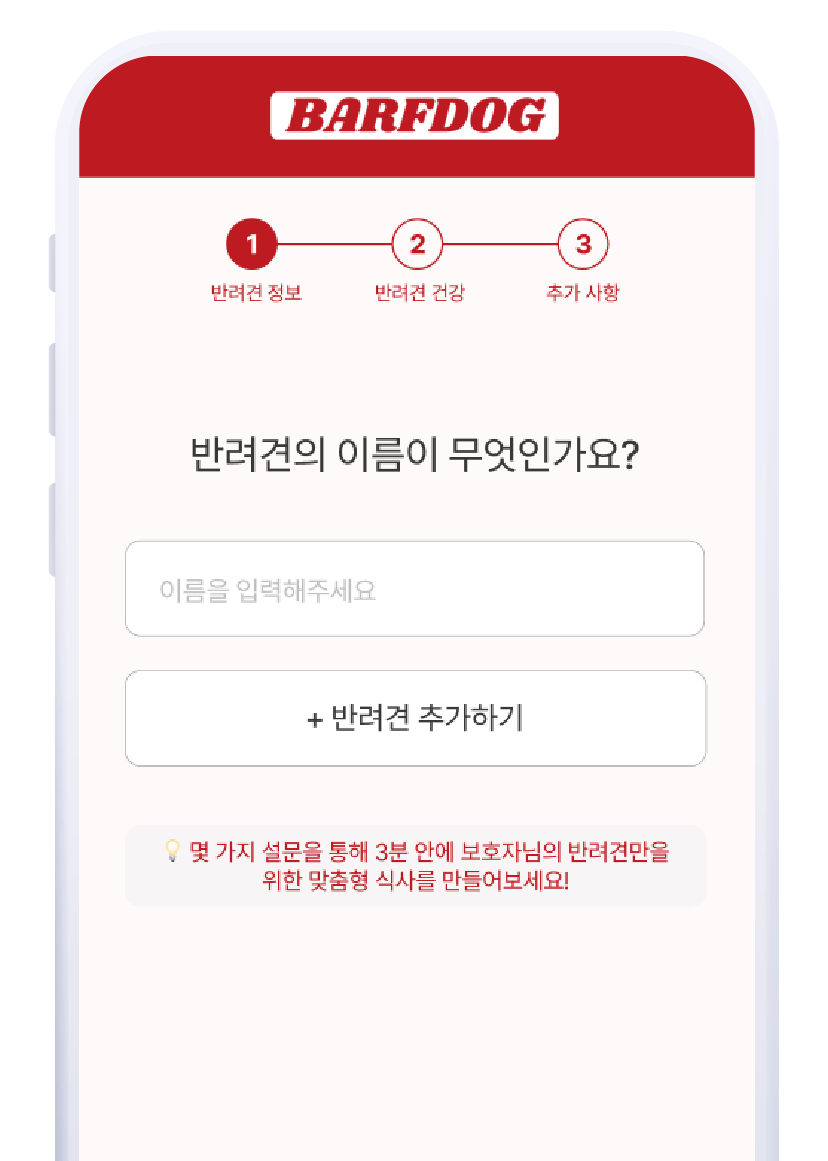 BARFDOG
1 2 3
반려견 정보 반려견 건강 추가 사항
반려견의 이름이 무엇인가요?
이름을 입력해주세요
+ 반려견 추가하기
💡 몇 가지 설문을 통해 3분 안에 보호자님의 반려견만을
위한 맞춤형 식사를 만들어보세요!